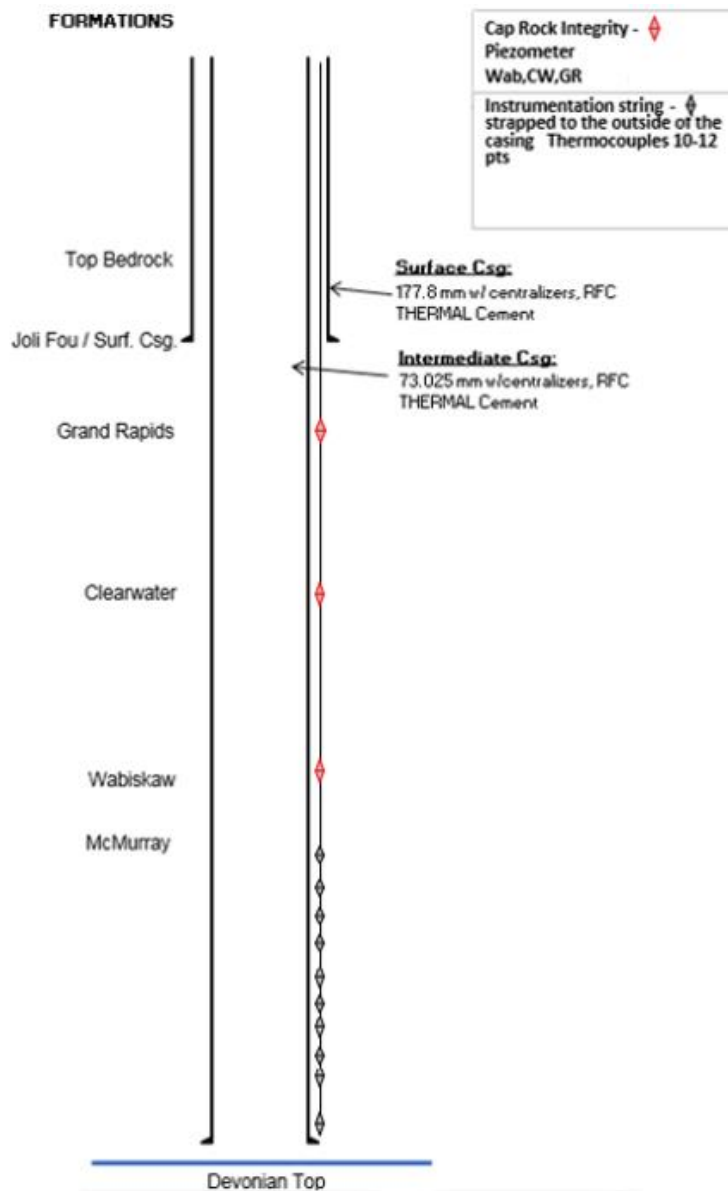 FORMATIONS
Cap Rock Integrity -
Piezometer
Wab,CW,GR
Instrumentation string -
strapped to the outside of the
casing Thermocouples 10-12
pts
Top Bedrock
Surface Csg:
177.8 mm w/ centralizers, RFC
THERMAL Cement
Joli Fou / Surf. Csg.
Intermediate Csg:
73.025 mm w/centralizers, RFC
THERMAL Cement
Grand Rapids
Clearwater
Wabiskaw
McMurray
Devonian Top